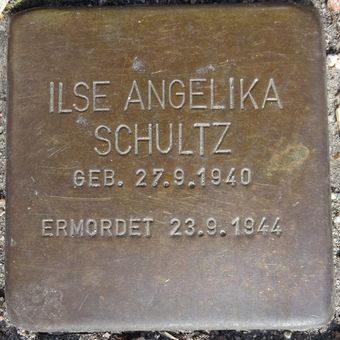 ILSE ANGELIKA
SCHULTZ
GEB. 27.9.1940
ERMORDET 23.9.1944